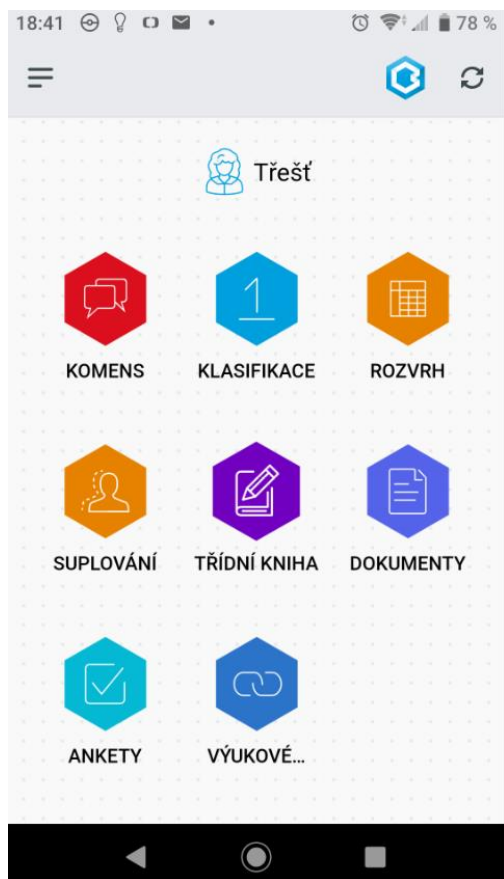 18:41 78 %
Třešť
KOMENS KLASIFIKACE ROZVRH
1
SUPLOVÁNÍ TŘÍDNÍ KNIHA DOKUMENTY
ANKETY VÝUKOVÉ...